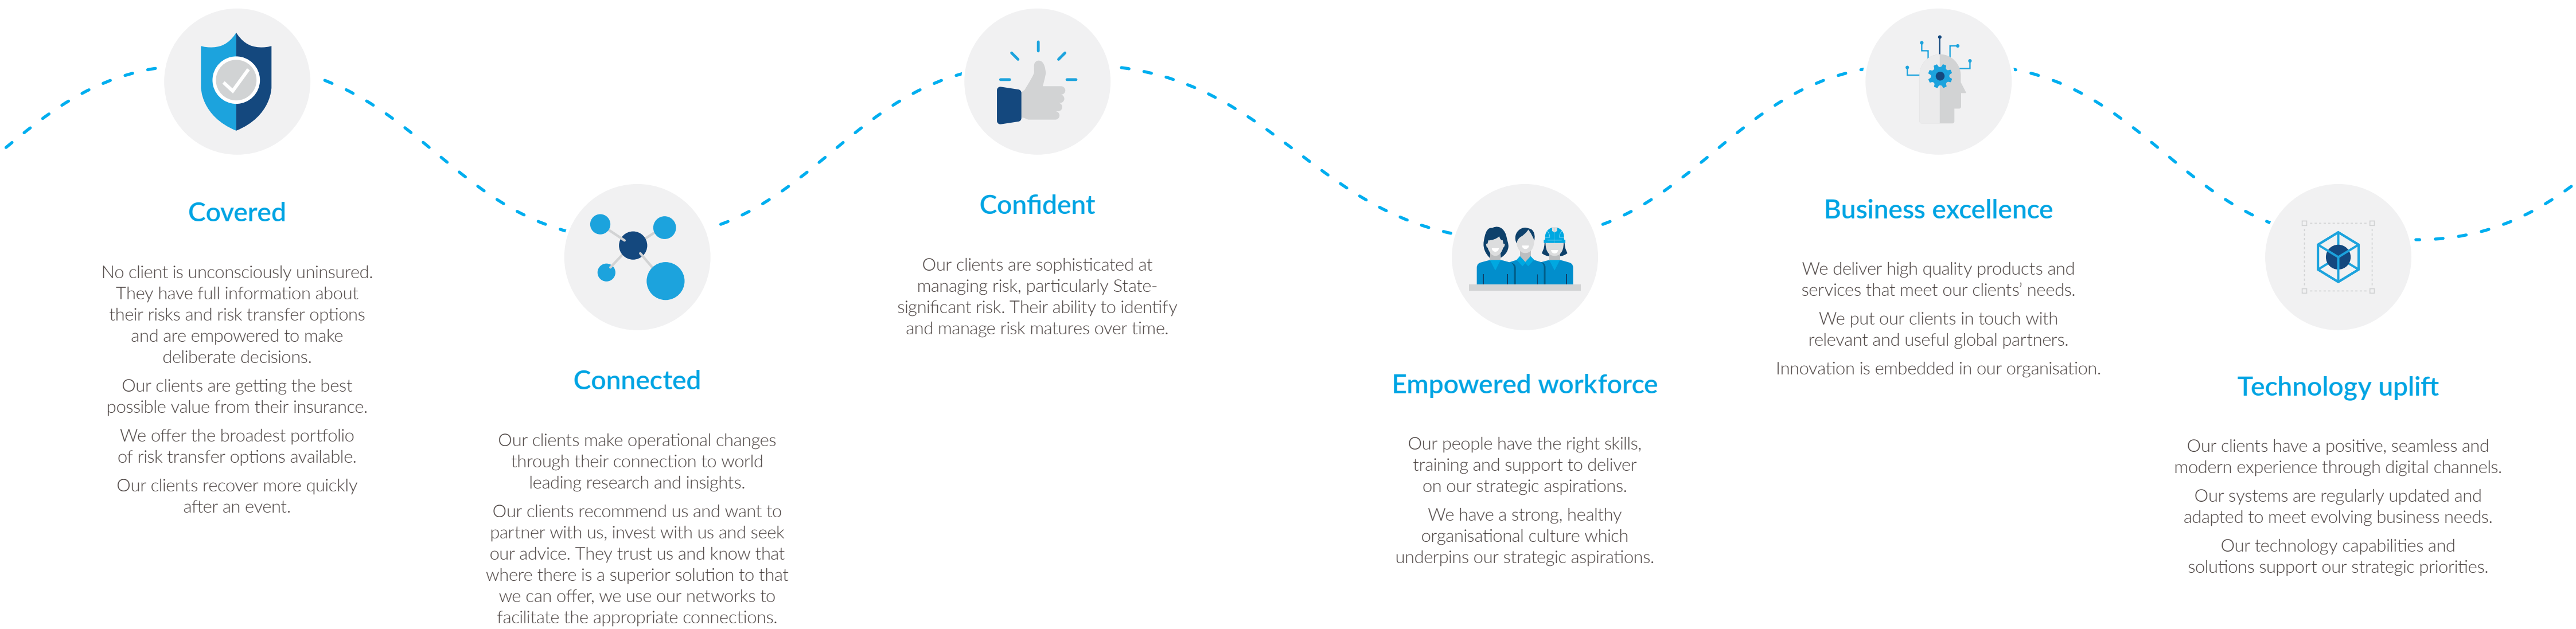 Covered
No client is unconsciously uninsured.
They have full information about
their risks and risk transfer options
and are empowered to make
deliberate decisions.
Our clients are getting the best
possible value from their insurance.
We offer the broadest portfolio
of risk transfer options available.
Our clients recover more quickly
after an event.
Connected
Our clients make operational changes
through their connection to world
leading research and insights.
Our clients recommend us and want to
partner with us, invest with us and seek
our advice. They trust us and know that
where there is a superior solution to that
we can offer, we use our networks to
facilitate the appropriate connections.
Confident
Our clients are sophisticated at
managing risk, particularly State-
significant risk. Their ability to identify
and manage risk matures over time.
Empowered workforce
Our people have the right skills,
training and support to deliver
on our strategic aspirations.
We have a strong, healthy
organisational culture which
underpins our strategic aspirations.
Business excellence
We deliver high quality products and
services that meet our clients’ needs.
We put our clients in touch with
relevant and useful global partners.
Innovation is embedded in our organisation.
Technology uplift
Our clients have a positive, seamless and
modern experience through digital channels.
Our systems are regularly updated and
adapted to meet evolving business needs.
Our technology capabilities and
solutions support our strategic priorities.